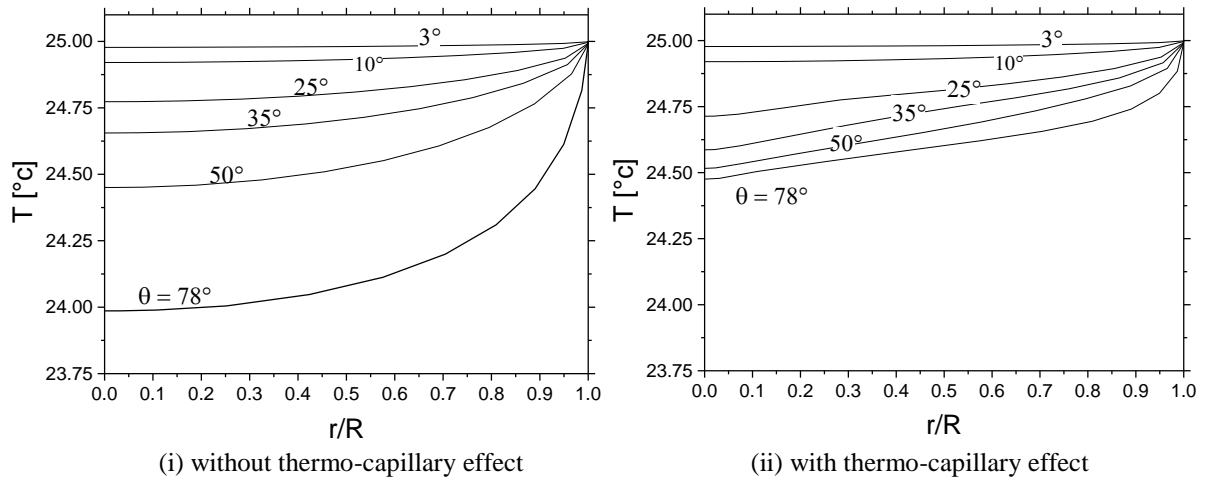 25.00
24.75
24.50
24.25
24.00
23.75
T [°c]
3°
10°
25°
35°
50°
θ = 78°
0.0 0.1 0.2 0.3 0.4 0.5 0.6 0.7 0.8 0.9 1.0
r/R
(i) without thermo-capillary effect
25.00
24.75
24.50
24.25
24.00
23.75
T [°c]
3°
10°
25°
35°
50°
θ = 78°
0.0 0.1 0.2 0.3 0.4 0.5 0.6 0.7 0.8 0.9 1.0
r/R
(ii) with thermo-capillary effect